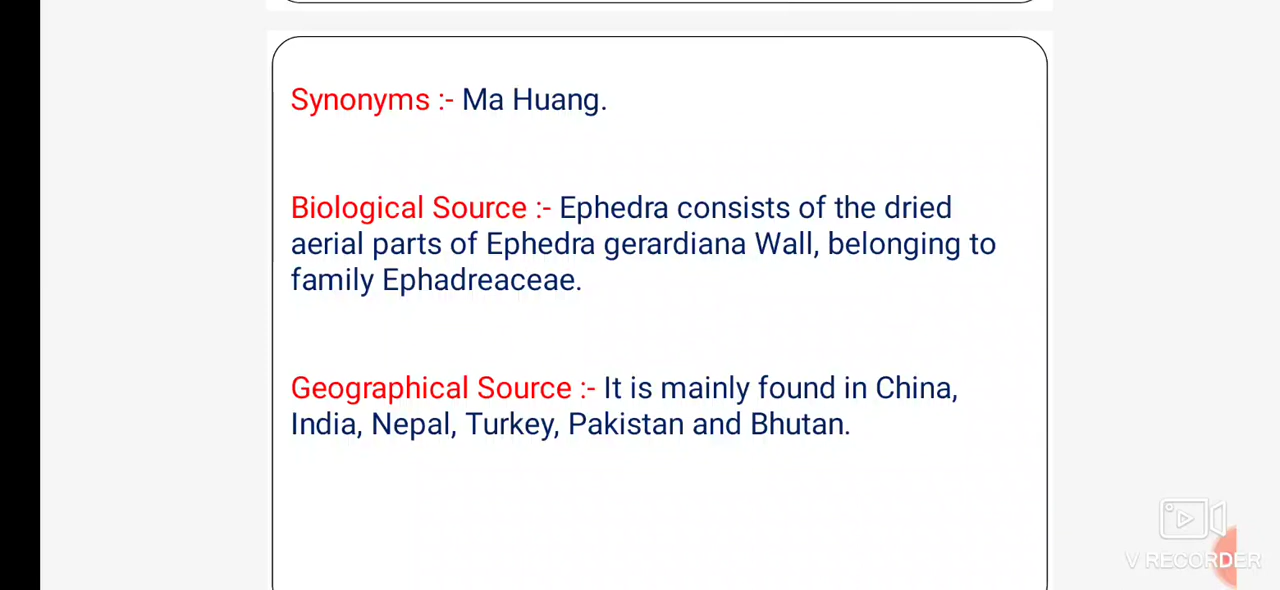 Synonyms :- Ma Huang.
Biological Source :- Ephedra consists of the dried
aerial parts of Ephedra gerardiana Wall, belonging to
family Ephadreaceae.
Geographical Source :- It is mainly found in China,
India, Nepal, Turkey, Pakistan and Bhutan.
V RECORDER